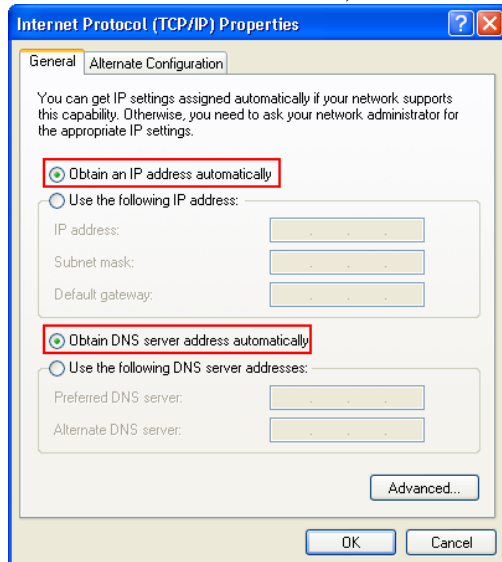 Internet Protocol (TCP/IP) Properties
General
Alternate Configuration
You can get IP settings assigned automatically if your network supports
this capability. Otherwise, you need to ask your network administrator for
the appropriate IP settings.
Obtain an IP address automatically
Use the following IP address:
IP address:
Subnet mask:
Default gateway:
Obtain DNS server address automatically
Use the following DNS server addresses:
Preferred DNS server:
Alternate DNS server:
Advanced...
OK
Cancel